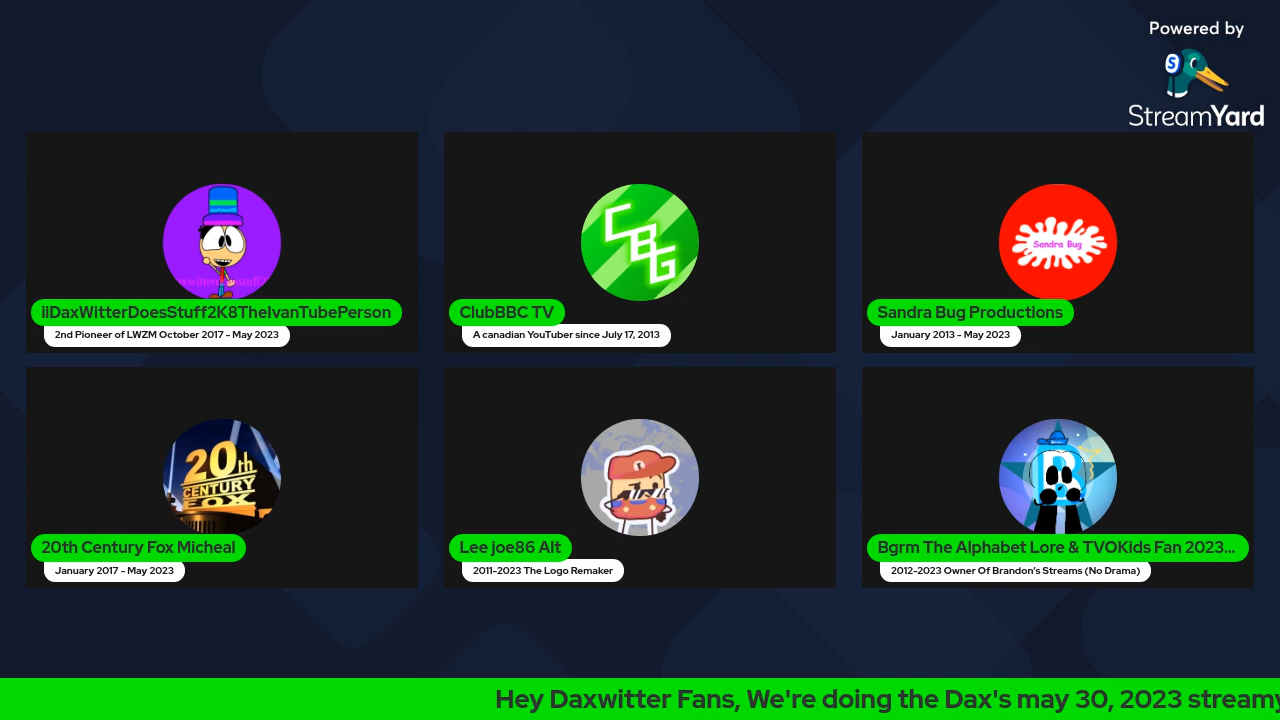 Powered by
StreamYard
S
xwitterDoesstuff2
iiDaxWitterDoesStuff2K8TheIvanTubePerson
2nd Pioneer of LWZM October 2017 - May 2023
CBG
ClubBBC TV
A canadian YouTuber since July 17, 2013
Sandra Bug
Sandra Bug Productions
January 2013 - May 2023
20th
CENTURY
FOX
20th Century Fox Micheal
January 2017 - May 2023
Lee joe86 Alt
2011-2023 The Logo Remaker
B
Bgrm The Alphabet Lore & TVOKids Fan 2023...
2012-2023 Owner Of Brandon's Streams (No Drama)
Hey Daxwitter Fans, We're doing the Dax's may 30, 2023 streamy